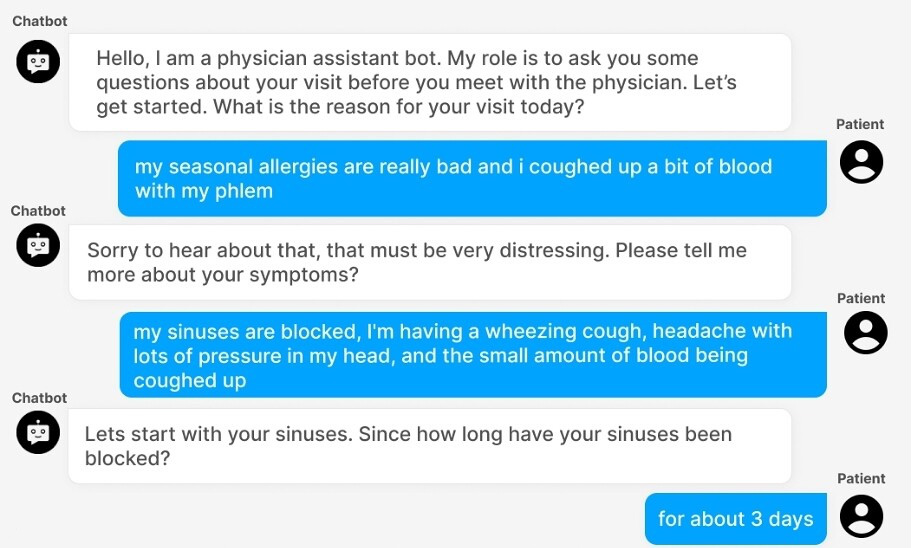 Chatbot
Hello, I am a physician assistant bot. My role is to ask you some
questions about your visit before you meet with the physician. Let’s
get started. What is the reason for your visit today?
Patient
my seasonal allergies are really bad and i coughed up a bit of blood
with my phlem
Chatbot
Sorry to hear about that, that must be very distressing. Please tell me
more about your symptoms?
Patient
my sinuses are blocked, I'm having a wheezing cough, headache with
lots of pressure in my head, and the small amount of blood being
coughed up
Chatbot
Lets start with your sinuses. Since how long have your sinuses been
blocked?
Patient
for about 3 days